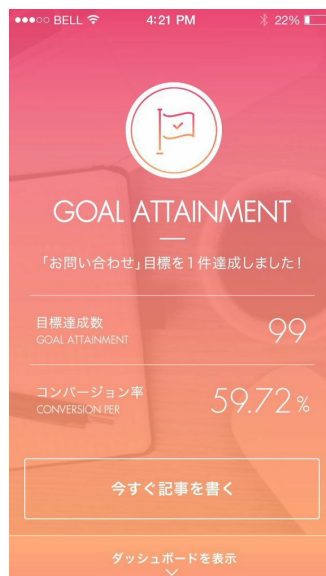 BELL 4:21 PM 22%
GOAL ATTAINMENT
「お問い合わせ」目標を1件達成しました！
目標達成数 99
GOAL ATTAINMENT
コンバージョン率 59.72%
CONVERSION PER
今すぐ記事を書く
ダッシュボードを表示